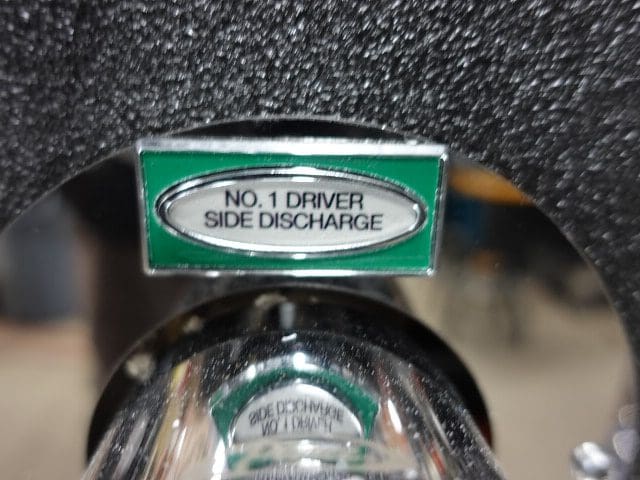 NO. 1 DRIVER
SIDE DISCHARGE